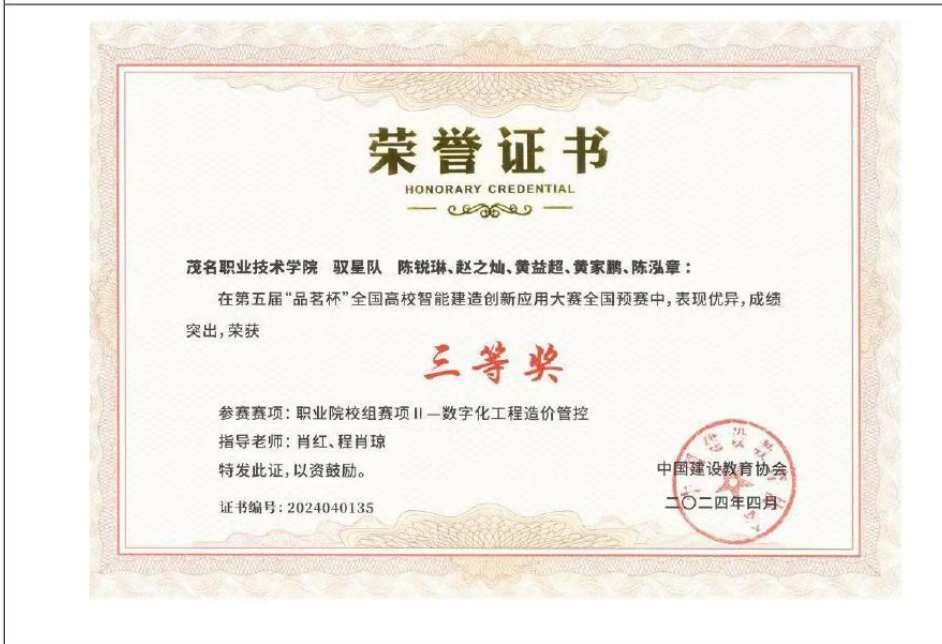 荣誉证书
HONORARY CREDENTIAL
茂名职业技术学院 驭星队 陈锐琳、赵之灿、黄益超、黄家鹏、陈泓章：
在第五届“品茗杯”全国高校智能建造创新应用大赛全国预赛中，表现优异，成绩
突出，荣获
三等奖
参赛赛项：职业院校组赛项Ⅱ—数字化工程造价管控
指导老师：肖红、程肖琼
特发此证，以资鼓励。
中国建设教育协会
证书编号：2024040135
二〇二四年四月